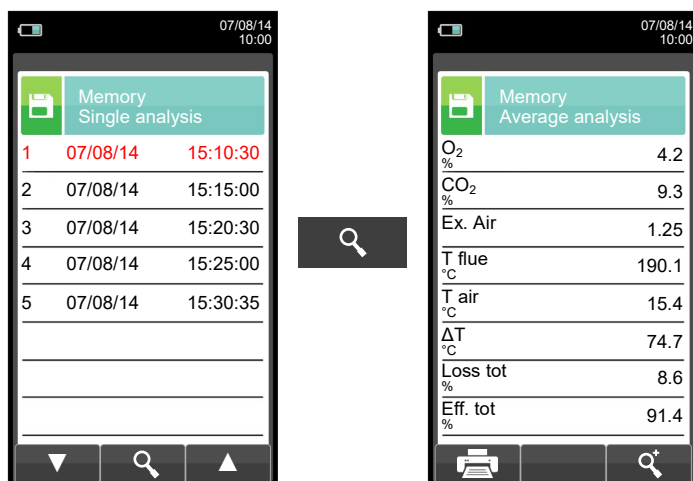 07/08/14
10:00
Memory
Single analysis
1 07/08/14 15:10:30
2 07/08/14 15:15:00
3 07/08/14 15:20:30
4 07/08/14 15:25:00
5 07/08/14 15:30:35
07/08/14
10:00
Memory
Average analysis
O₂ % 4.2
CO₂ % 9.3
Ex. Air 1.25
T flue °C 190.1
T air °C 15.4
ΔT °C 74.7
Loss tot % 8.6
Eff. tot % 91.4